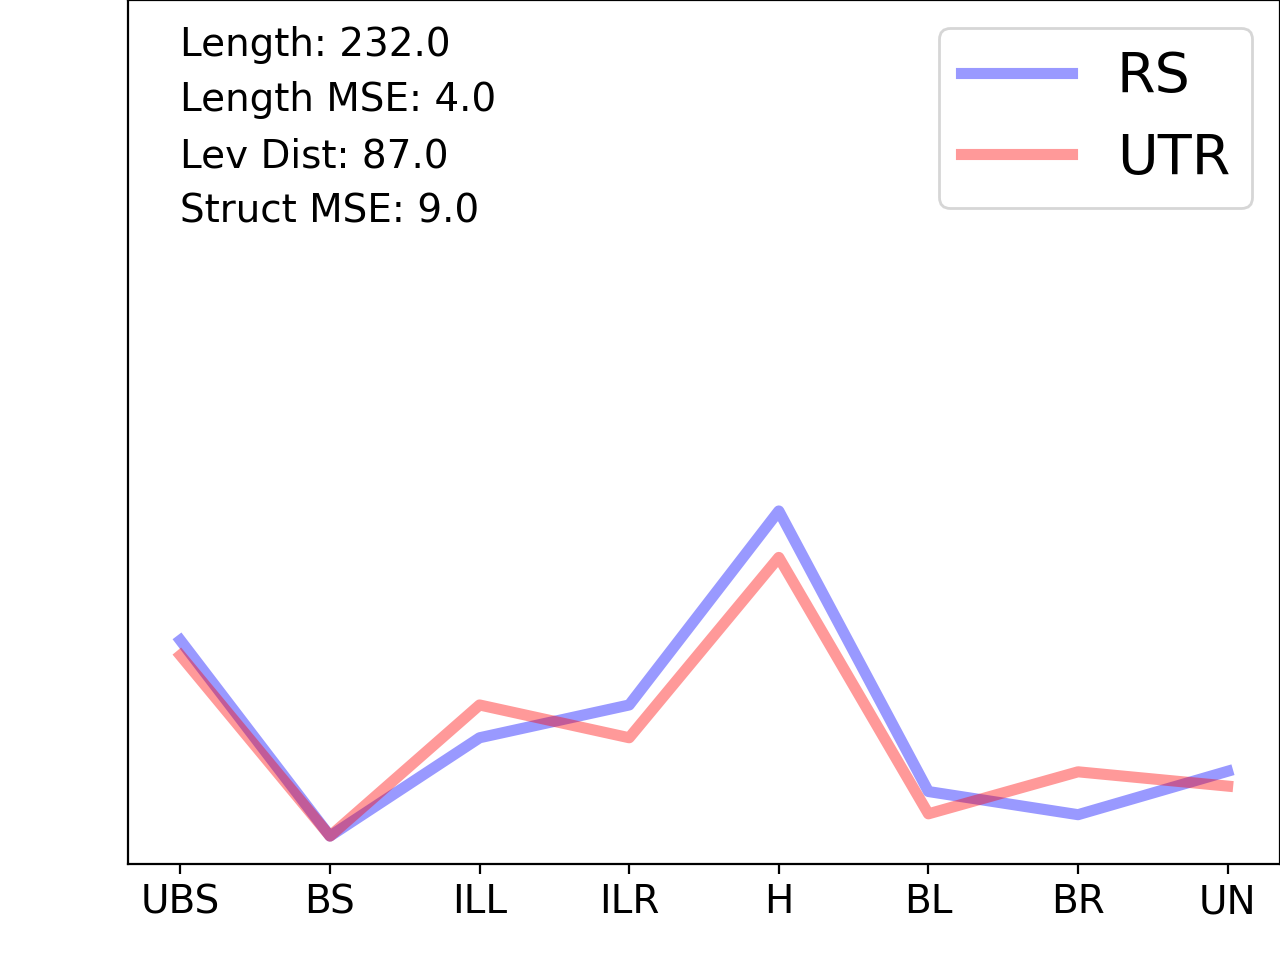 Length: 232.0
Length MSE: 4.0
Lev Dist: 87.0
Struct MSE: 9.0
RS
UTR
UBS BS ILL ILR H BL BR UN